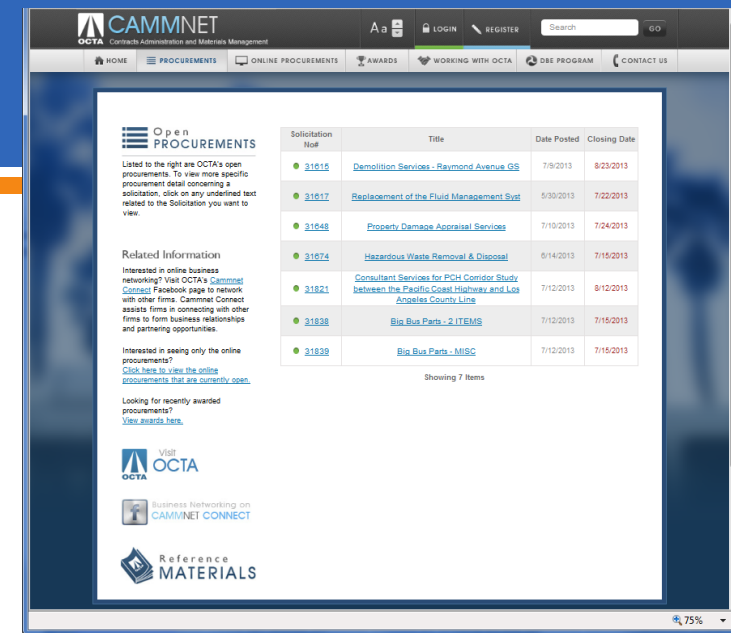 CAMMNET
OCTA Contracts Administration and Materials Management
Aa
LOGIN
REGISTER
Search
GO
HOME
PROCUREMENTS
ONLINE PROCUREMENTS
AWARDS
WORKING WITH OCTA
DBE PROGRAM
CONTACT US
Open
PROCUREMENTS
Listed to the right are OCTA's open
procurements. To view more specific
procurement detail concerning a
solicitation, click on any underlined text
related to the Solicitation you want to
view.
Related Information
Interested in online business
networking? Visit OCTA's Cammnet
Connect Facebook page to network
with other firms. Cammnet Connect
assists firms in connecting with other
firms to form business relationships
and partnering opportunities.
Interested in seeing only the online
procurements?
Click here to view the online
procurements that are currently open.
Looking for recently awarded
procurements?
View awards here.
Visit
OCTA
OCTA
Business Networking on
CAMMNET CONNECT
Reference
MATERIALS
Solicitation
No# Title Date Posted Closing Date
31615 Demolition Services - Raymond Avenue GS 7/9/2013 8/23/2013
31617 Replacement of the Fluid Management Syst 5/30/2013 7/22/2013
31648 Property Damage Appraisal Services 7/10/2013 7/24/2013
31674 Hazardous Waste Removal & Disposal 6/14/2013 7/15/2013
Consultant Services for PCH Corridor Study
31821 between the Pacific Coast Highway and Los 7/12/2013 8/12/2013
Angeles County Line
31838 Big Bus Parts - 2 ITEMS 7/12/2013 7/15/2013
31839 Big Bus Parts - MISC 7/12/2013 7/15/2013
Showing 7 Items
75%